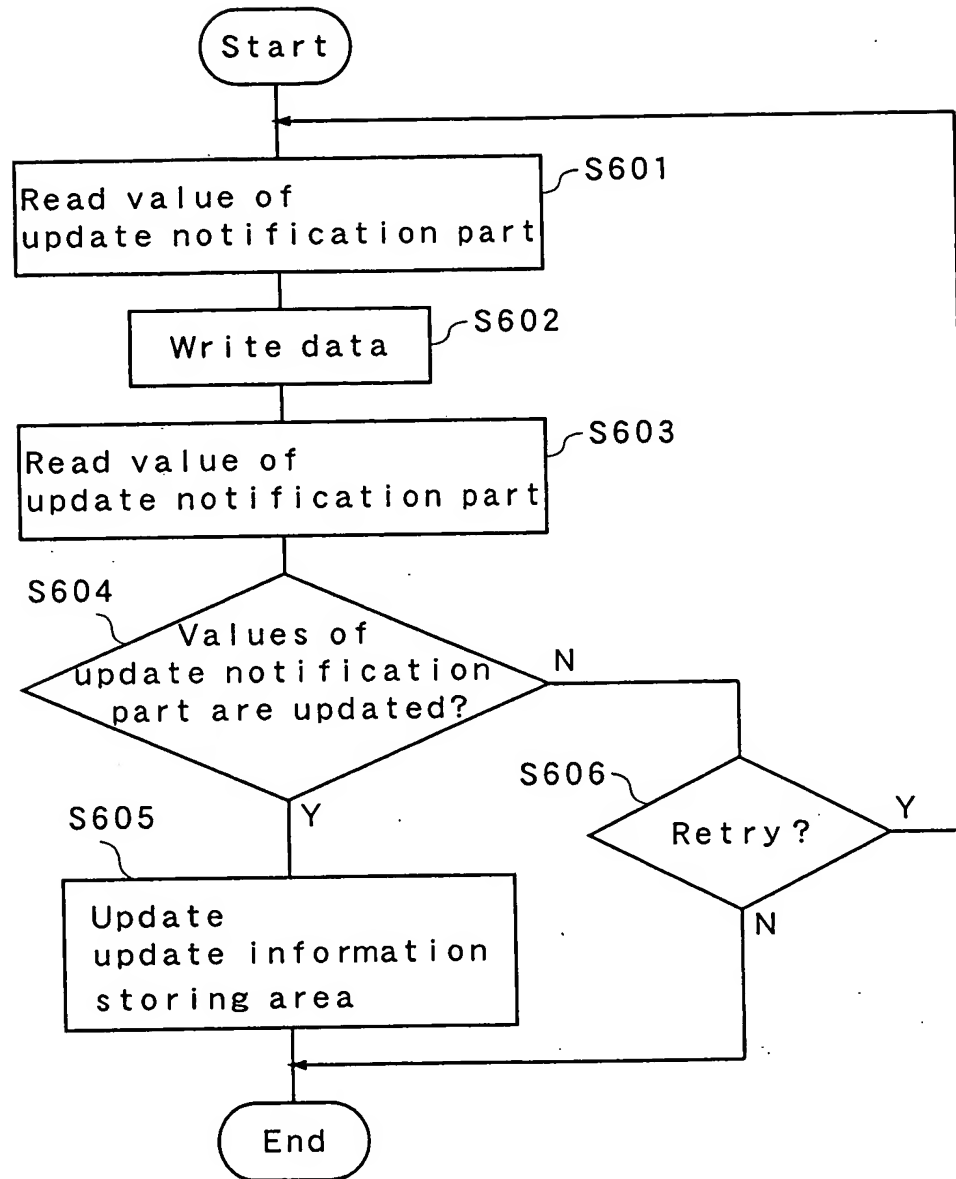 Start
S601
Read value of
update notification part
S602
Write data
S603
Read value of
update notification part
S604
Values of
update notification
part are updated?
N
Y
S606
Retry?
Y
N
S605
Update
update information
storing area
End